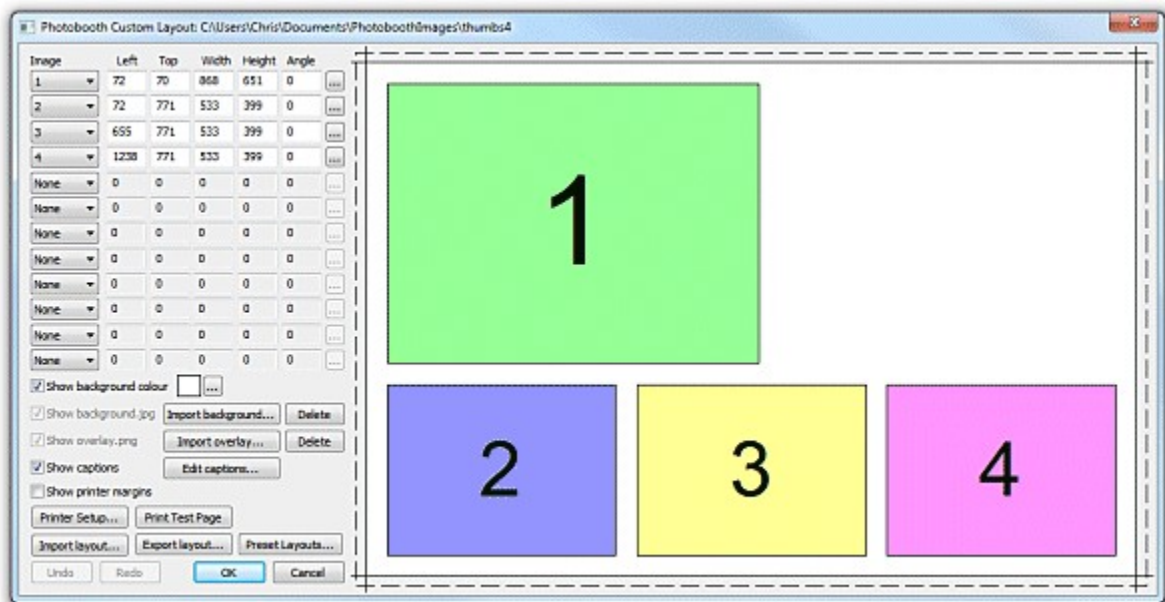 Photobooth Custom Layout: C:\Users\Chris\Documents\PhotoboothImages\thumbs4
Image Left Top Width Height Angle
1 72 70 868 651 0 ...
2 72 771 533 399 0 ...
3 655 771 533 399 0 ...
4 1238 771 533 399 0 ...
None 0 0 0 0 0 ...
None 0 0 0 0 0 ...
None 0 0 0 0 0 ...
None 0 0 0 0 0 ...
None 0 0 0 0 0 ...
None 0 0 0 0 0 ...
None 0 0 0 0 0 ...
None 0 0 0 0 0 ...
Show background colour ...
Show background.jpg Import background... Delete
Show overlay.png Import overlay... Delete
Show captions Edit captions...
Show printer margins
Printer Setup... Print Test Page
Import layout... Export layout... Preset Layouts...
Undo Redo OK Cancel
1
2 3 4